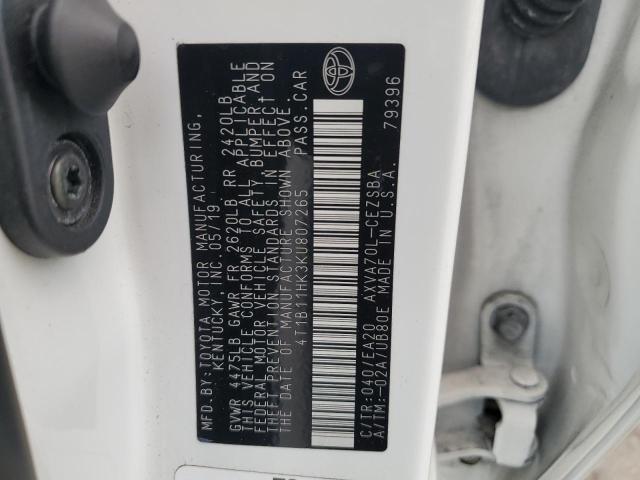 MFD.BY:TOYOTA MOTOR MANUFACTURING,
KENTUCKY,INC.05/19
GVWR 4475LB GAWR FR 2620LB RR 2420LB
THIS VEHICLE CONFORMS TO ALL APPLICABLE
FEDERAL MOTOR VEHICLE SAFETY, BUMPER,AND
THEFT PREVENTION STANDARDS IN EFFECT ON
THE DATE OF MANUFACTURE SHOWN ABOVE.
4T1B11HK3KU807265 PASS.CAR
C/TR:040/EA20 AXVA70L-CEZSBA
A/TM:-02A/UB80E MADE IN U.S.A. 79396